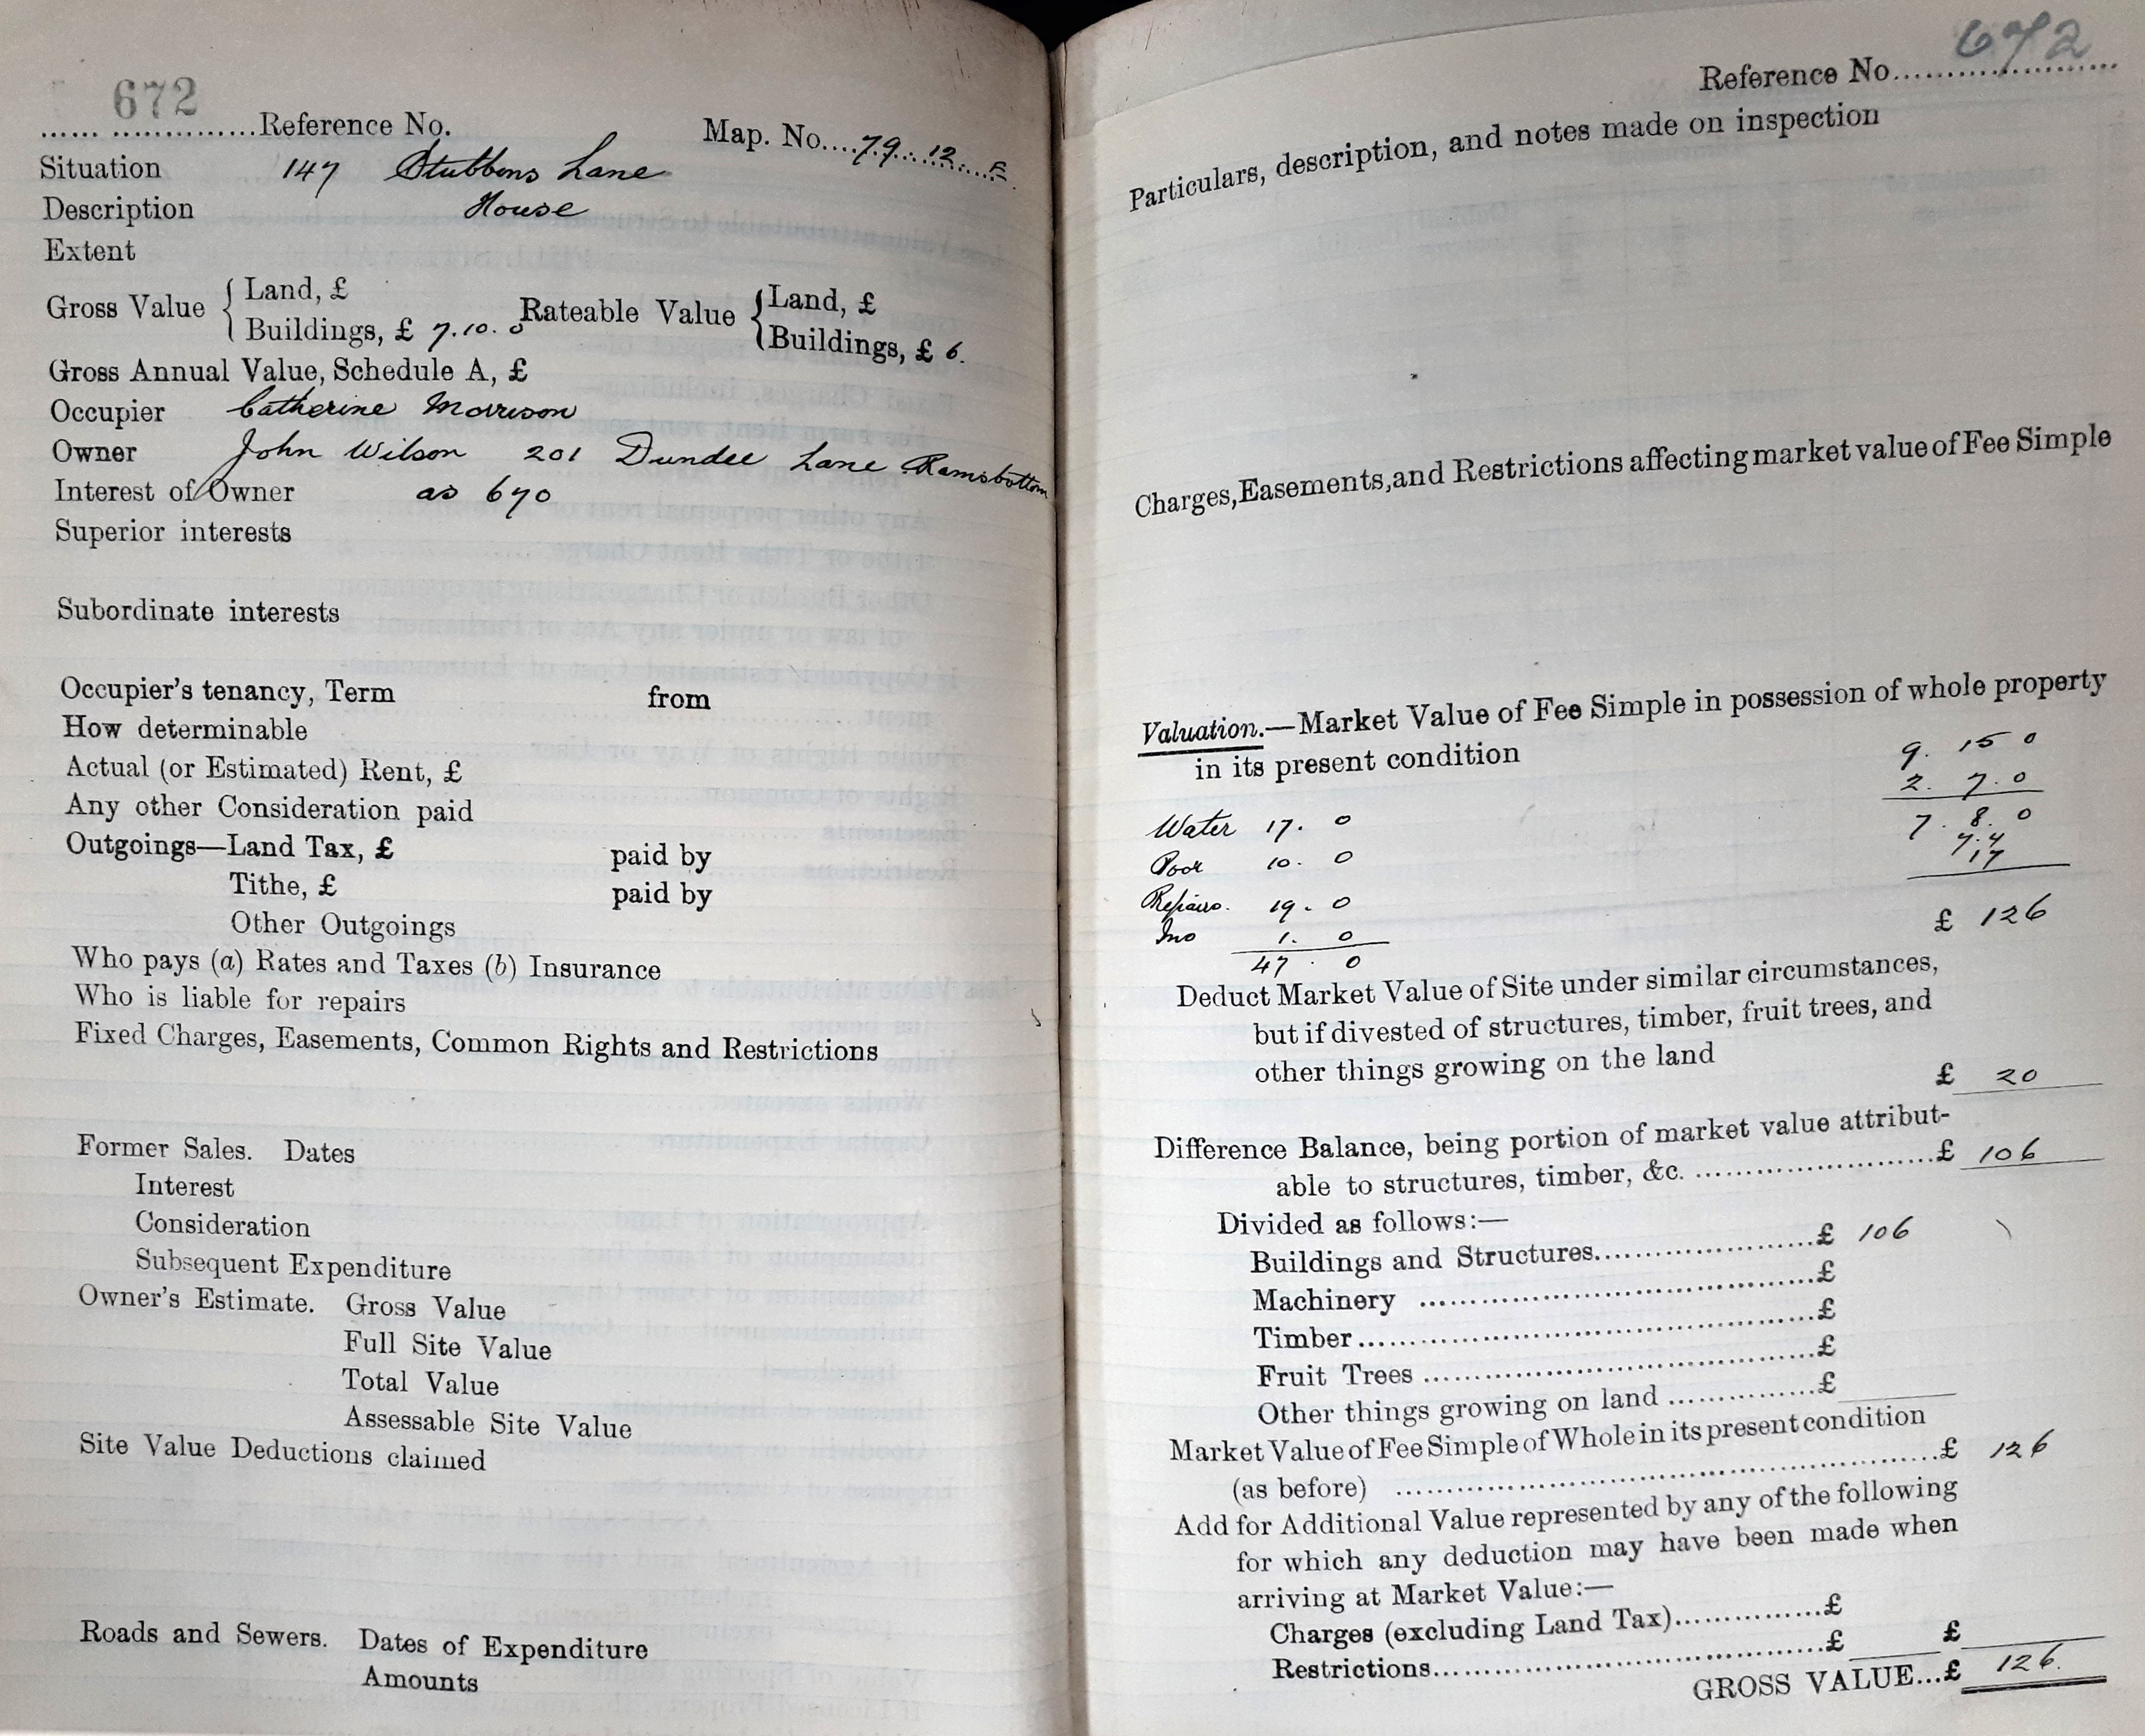 672
...... ..............Reference No.
Map. No....79...12....E
Situation 147 Stubbins Lane
Description House
Extent
Gross Value { Land, £
Buildings, £ 7.10.0
Rateable Value { Land, £
Buildings, £ 6.
Gross Annual Value, Schedule A, £
Occupier Catherine Morrison
Owner John Wilson 201 Dundee Lane Ramsbottom
Interest of Owner as 670
Superior interests
Subordinate interests
Occupier's tenancy, Term from
How determinable
Actual (or Estimated) Rent, £
Any other Consideration paid
Outgoings—Land Tax, £ paid by
Tithe, £ paid by
Other Outgoings
Who pays (a) Rates and Taxes (b) Insurance
Who is liable for repairs
Fixed Charges, Easements, Common Rights and Restrictions
Former Sales. Dates
Interest
Consideration
Subsequent Expenditure
Owner's Estimate. Gross Value
Full Site Value
Total Value
Assessable Site Value
Site Value Deductions claimed
Roads and Sewers. Dates of Expenditure
Amounts
Reference No. 672
Particulars, description, and notes made on inspection
Charges, Easements, and Restrictions affecting market value of Fee Simple
Valuation.—Market Value of Fee Simple in possession of whole property
in its present condition
9. 15 0
2. 7. 0
7. 8. 0
7.4
17
Water 17. 0
Poor 10. 0
Repairs. 19. 0
Ins 1. 0
47. 0
£ 126
Deduct Market Value of Site under similar circumstances,
but if divested of structures, timber, fruit trees, and
other things growing on the land
£ 20
Difference Balance, being portion of market value attribut-
able to structures, timber, &c. ........................£ 106
Divided as follows:—
Buildings and Structures......................£ 106
Machinery ........................................£
Timber................................................£
Fruit Trees .........................................£
Other things growing on land ...............£
Market Value of Fee Simple of Whole in its present condition
(as before) ......................................................£ 126
Add for Additional Value represented by any of the following
for which any deduction may have been made when
arriving at Market Value:—
Charges (excluding Land Tax)...............£
Restrictions.......................................£ £
GROSS VALUE...£ 126.